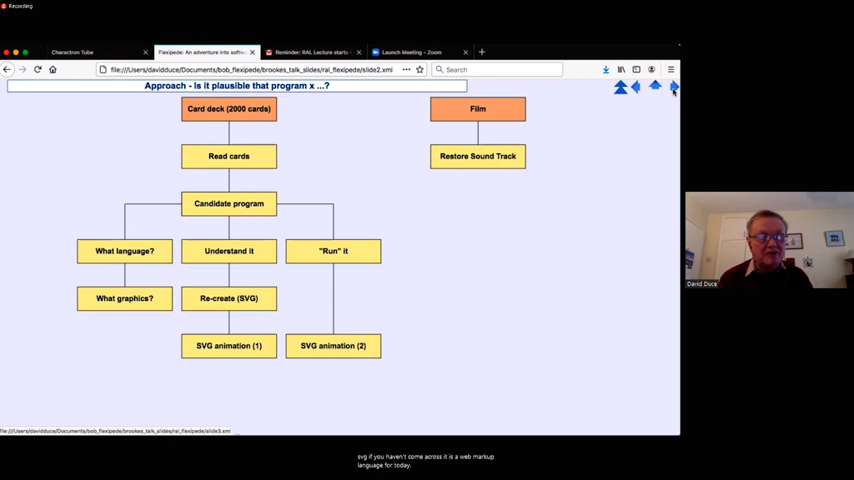 Recording
Charactron Tube
Flexipede: An adventure into softw
Reminder: RAL Lecture starts
Launch Meeting - Zoom
file:///Users/davidduce/Documents/bob_flexipede/brookes_talk_slides/ral_flexipede/slide2.xml
Search
Approach - Is it plausible that program x ...?
Card deck (2000 cards)
Film
Read cards
Restore Sound Track
Candidate program
What language?
Understand it
"Run" it
What graphics?
Re-create (SVG)
SVG animation (1)
SVG animation (2)
David Duce
file:///Users/davidduce/Documents/bob_flexipede/brookes_talk_slides/ral_flexipede/slide3.xml
svg if you haven't come across it is a web markup
language for today.